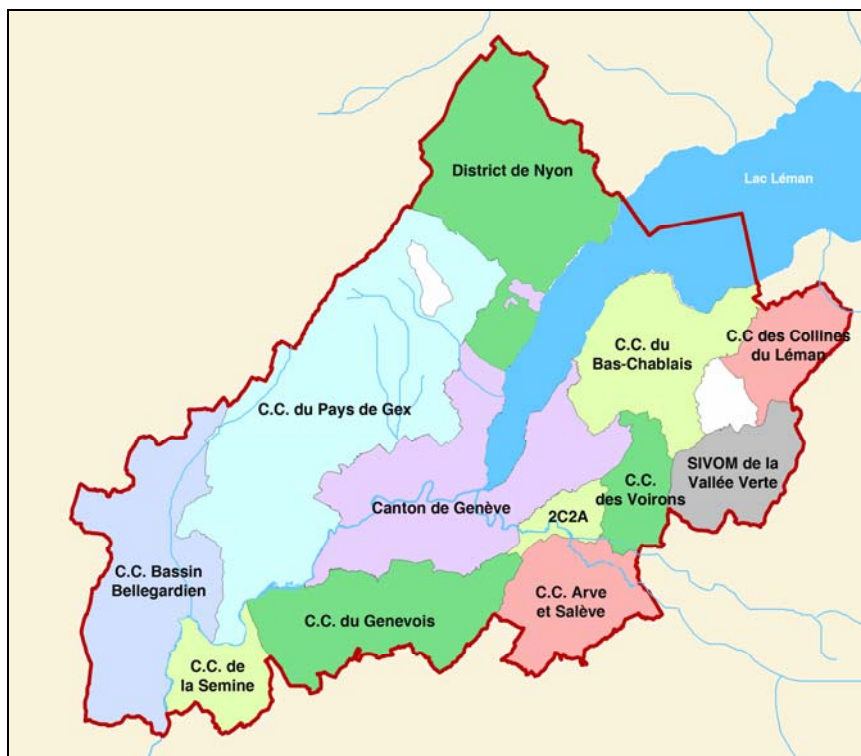 District de Nyon
Lac Léman
C.C des Collines
du Léman
C.C. du
Bas-Chablais
C.C. du Pays de Gex
SIVOM de la
Vallée Verte
C.C.
des Voirons
Canton de Genève
2C2A
C.C. Bassin
Bellegardien
C.C. Arve
et Salève
C.C. du Genevois
C.C. de
la Semine